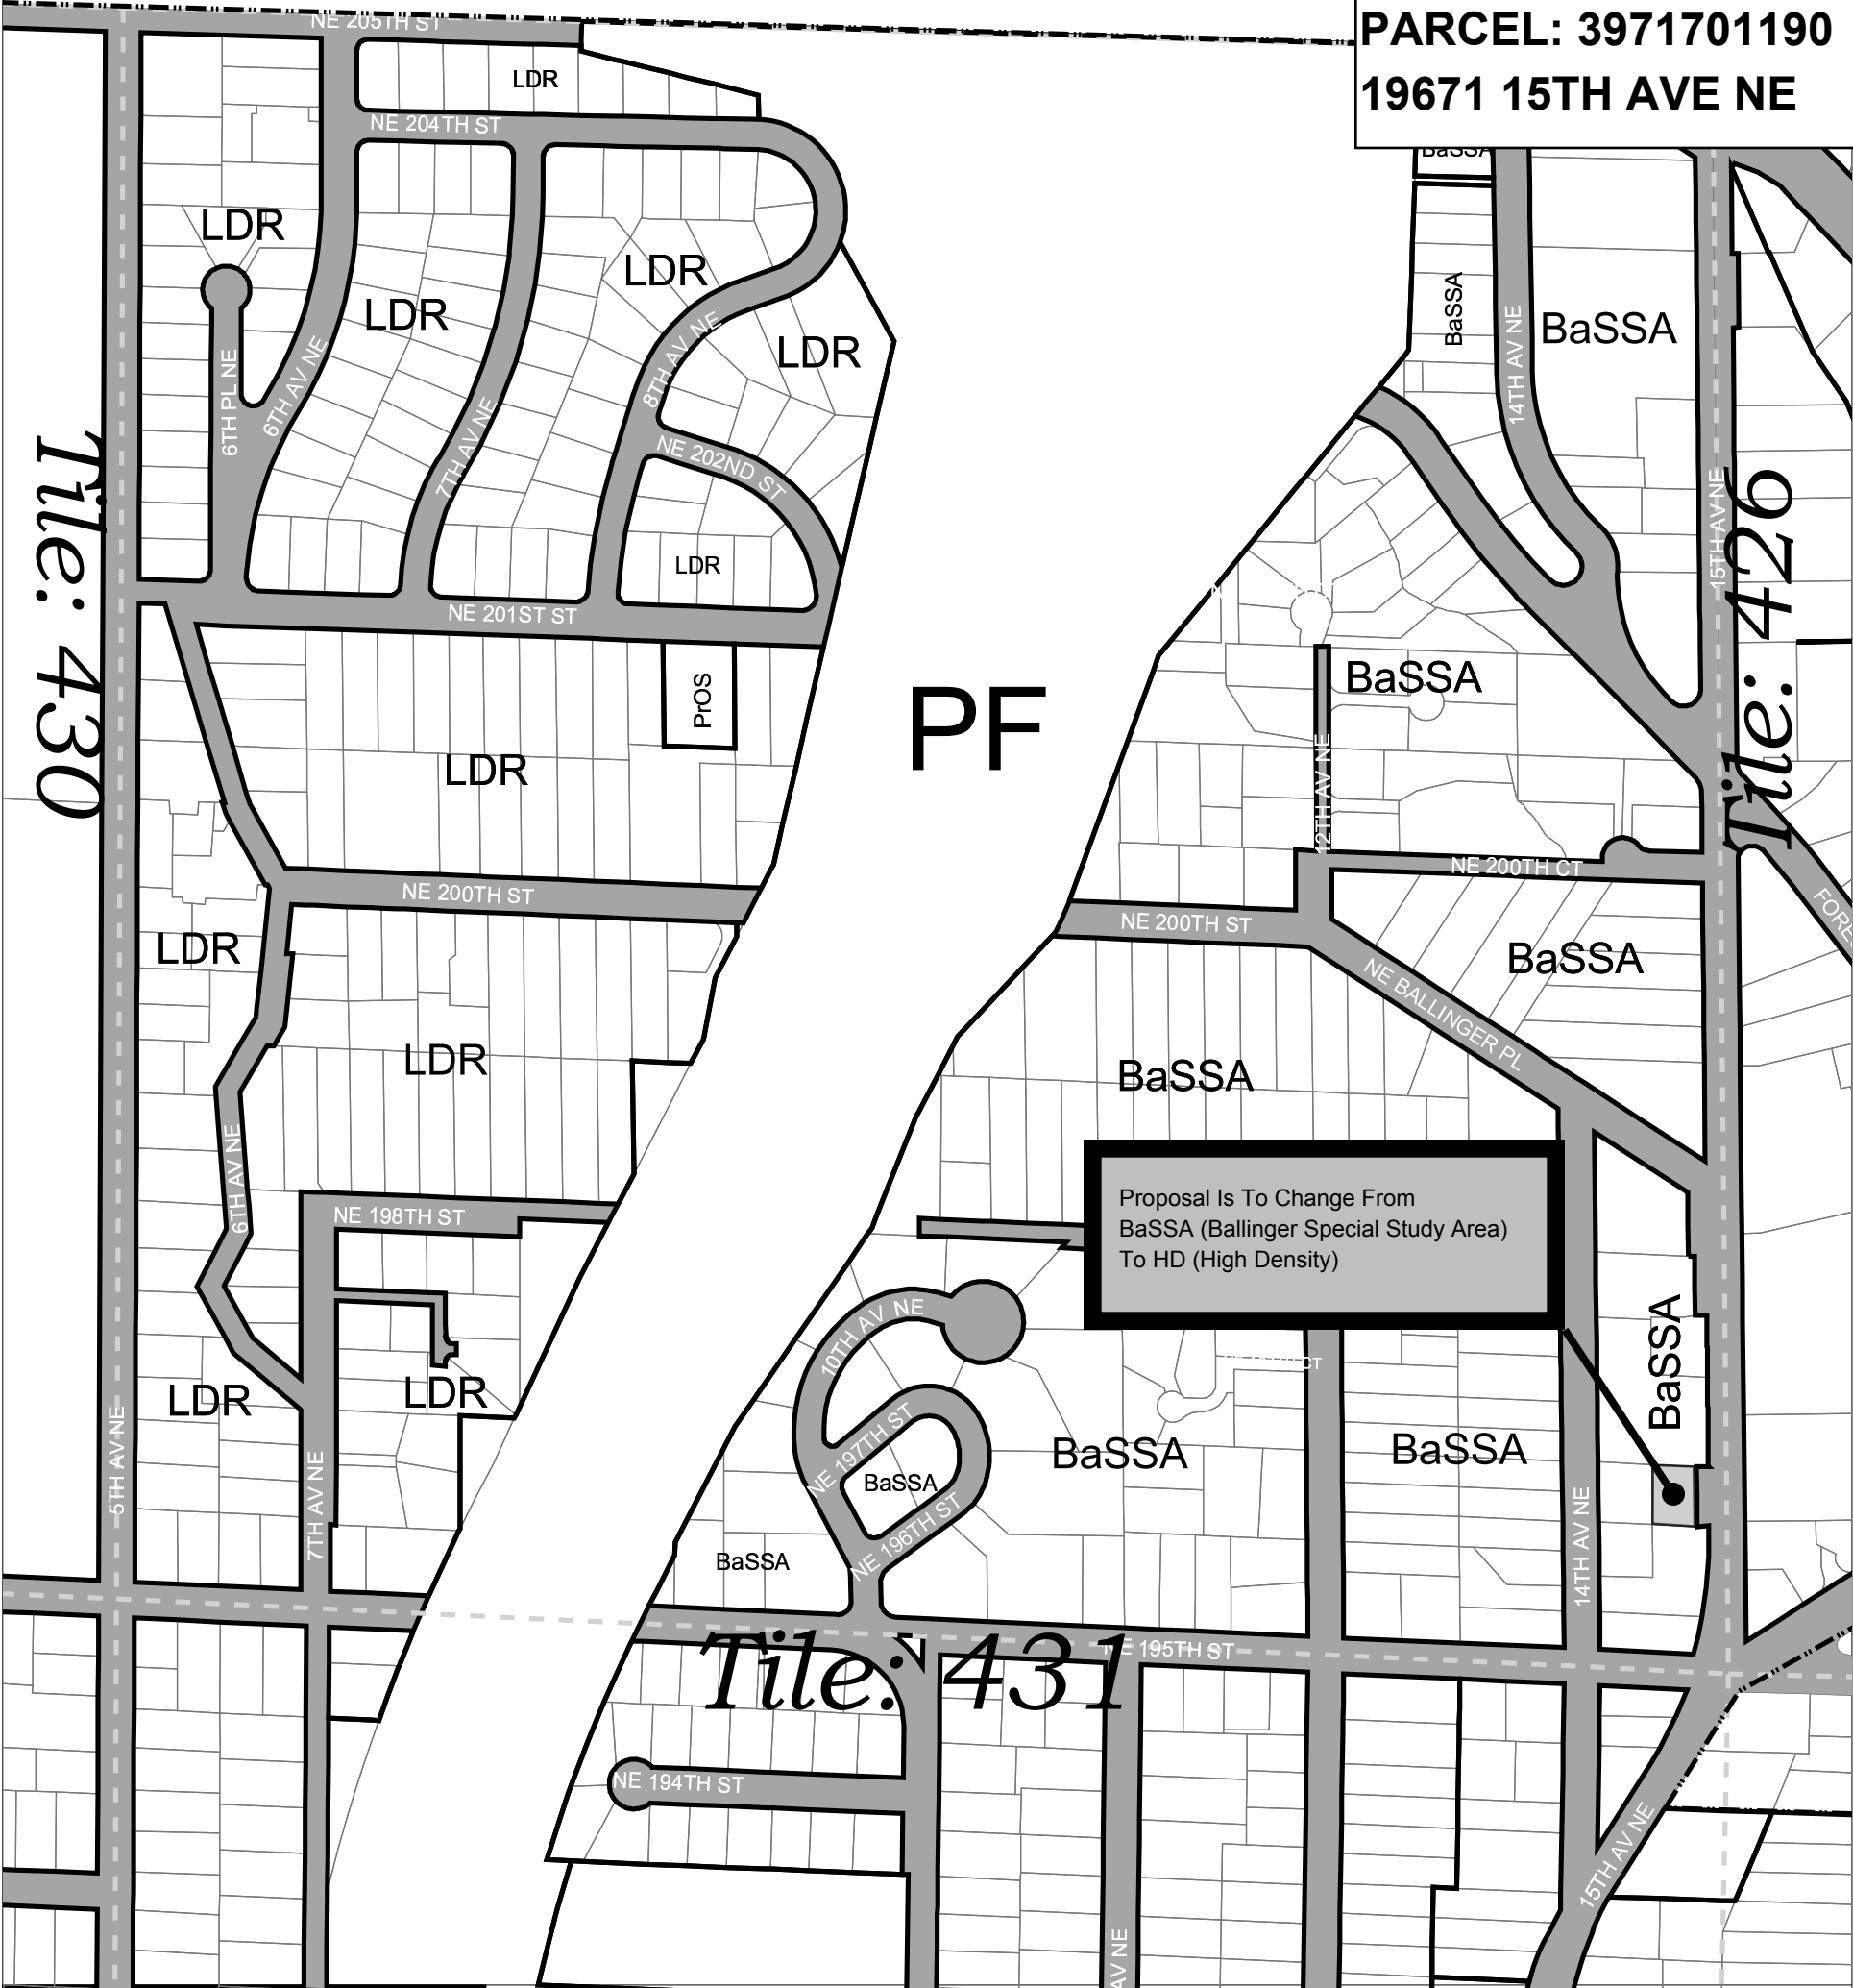 PARCEL: 3971701190
19671 15TH AVE NE
NE 205TH ST
LDR
NE 204TH ST
BaSSA
LDR
LDR
LDR
LDR
BaSSA
BaSSA
14TH AV NE
6TH PL NE
6TH AV NE
7TH AV NE
8TH AV NE
NE 202ND ST
Tile: 430
15TH AV NE
Tile: 426
LDR
NE 201ST ST
PrOS
PF
BaSSA
LDR
12TH AV NE
NE 200TH CT
NE 200TH ST
NE 200TH ST
LDR
BaSSA
NE BALLINGER PL
LDR
BaSSA
6TH AV NE
NE 198TH ST
Proposal Is To Change From
BaSSA (Ballinger Special Study Area)
To HD (High Density)
10TH AV NE
BaSSA
LDR
LDR
NE 197TH ST
BaSSA
BaSSA
BaSSA
5TH AV NE
7TH AV NE
NE 196TH ST
BaSSA
14TH AV NE
Tile: 431
NE 195TH ST
NE 194TH ST
15TH AV NE
AV NE